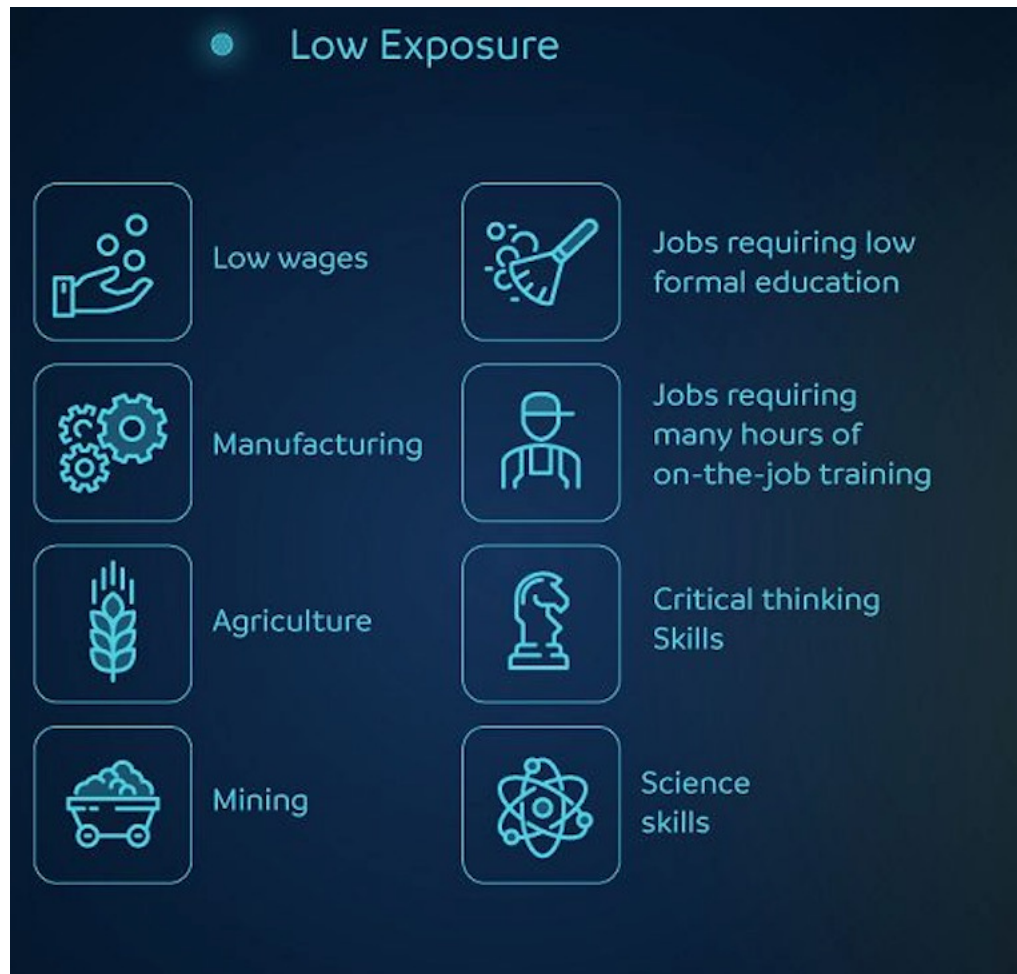 Low Exposure
Low wages
Jobs requiring low
formal education
Manufacturing
Jobs requiring
many hours of
on-the-job training
Agriculture
Critical thinking
Skills
Mining
Science
skills